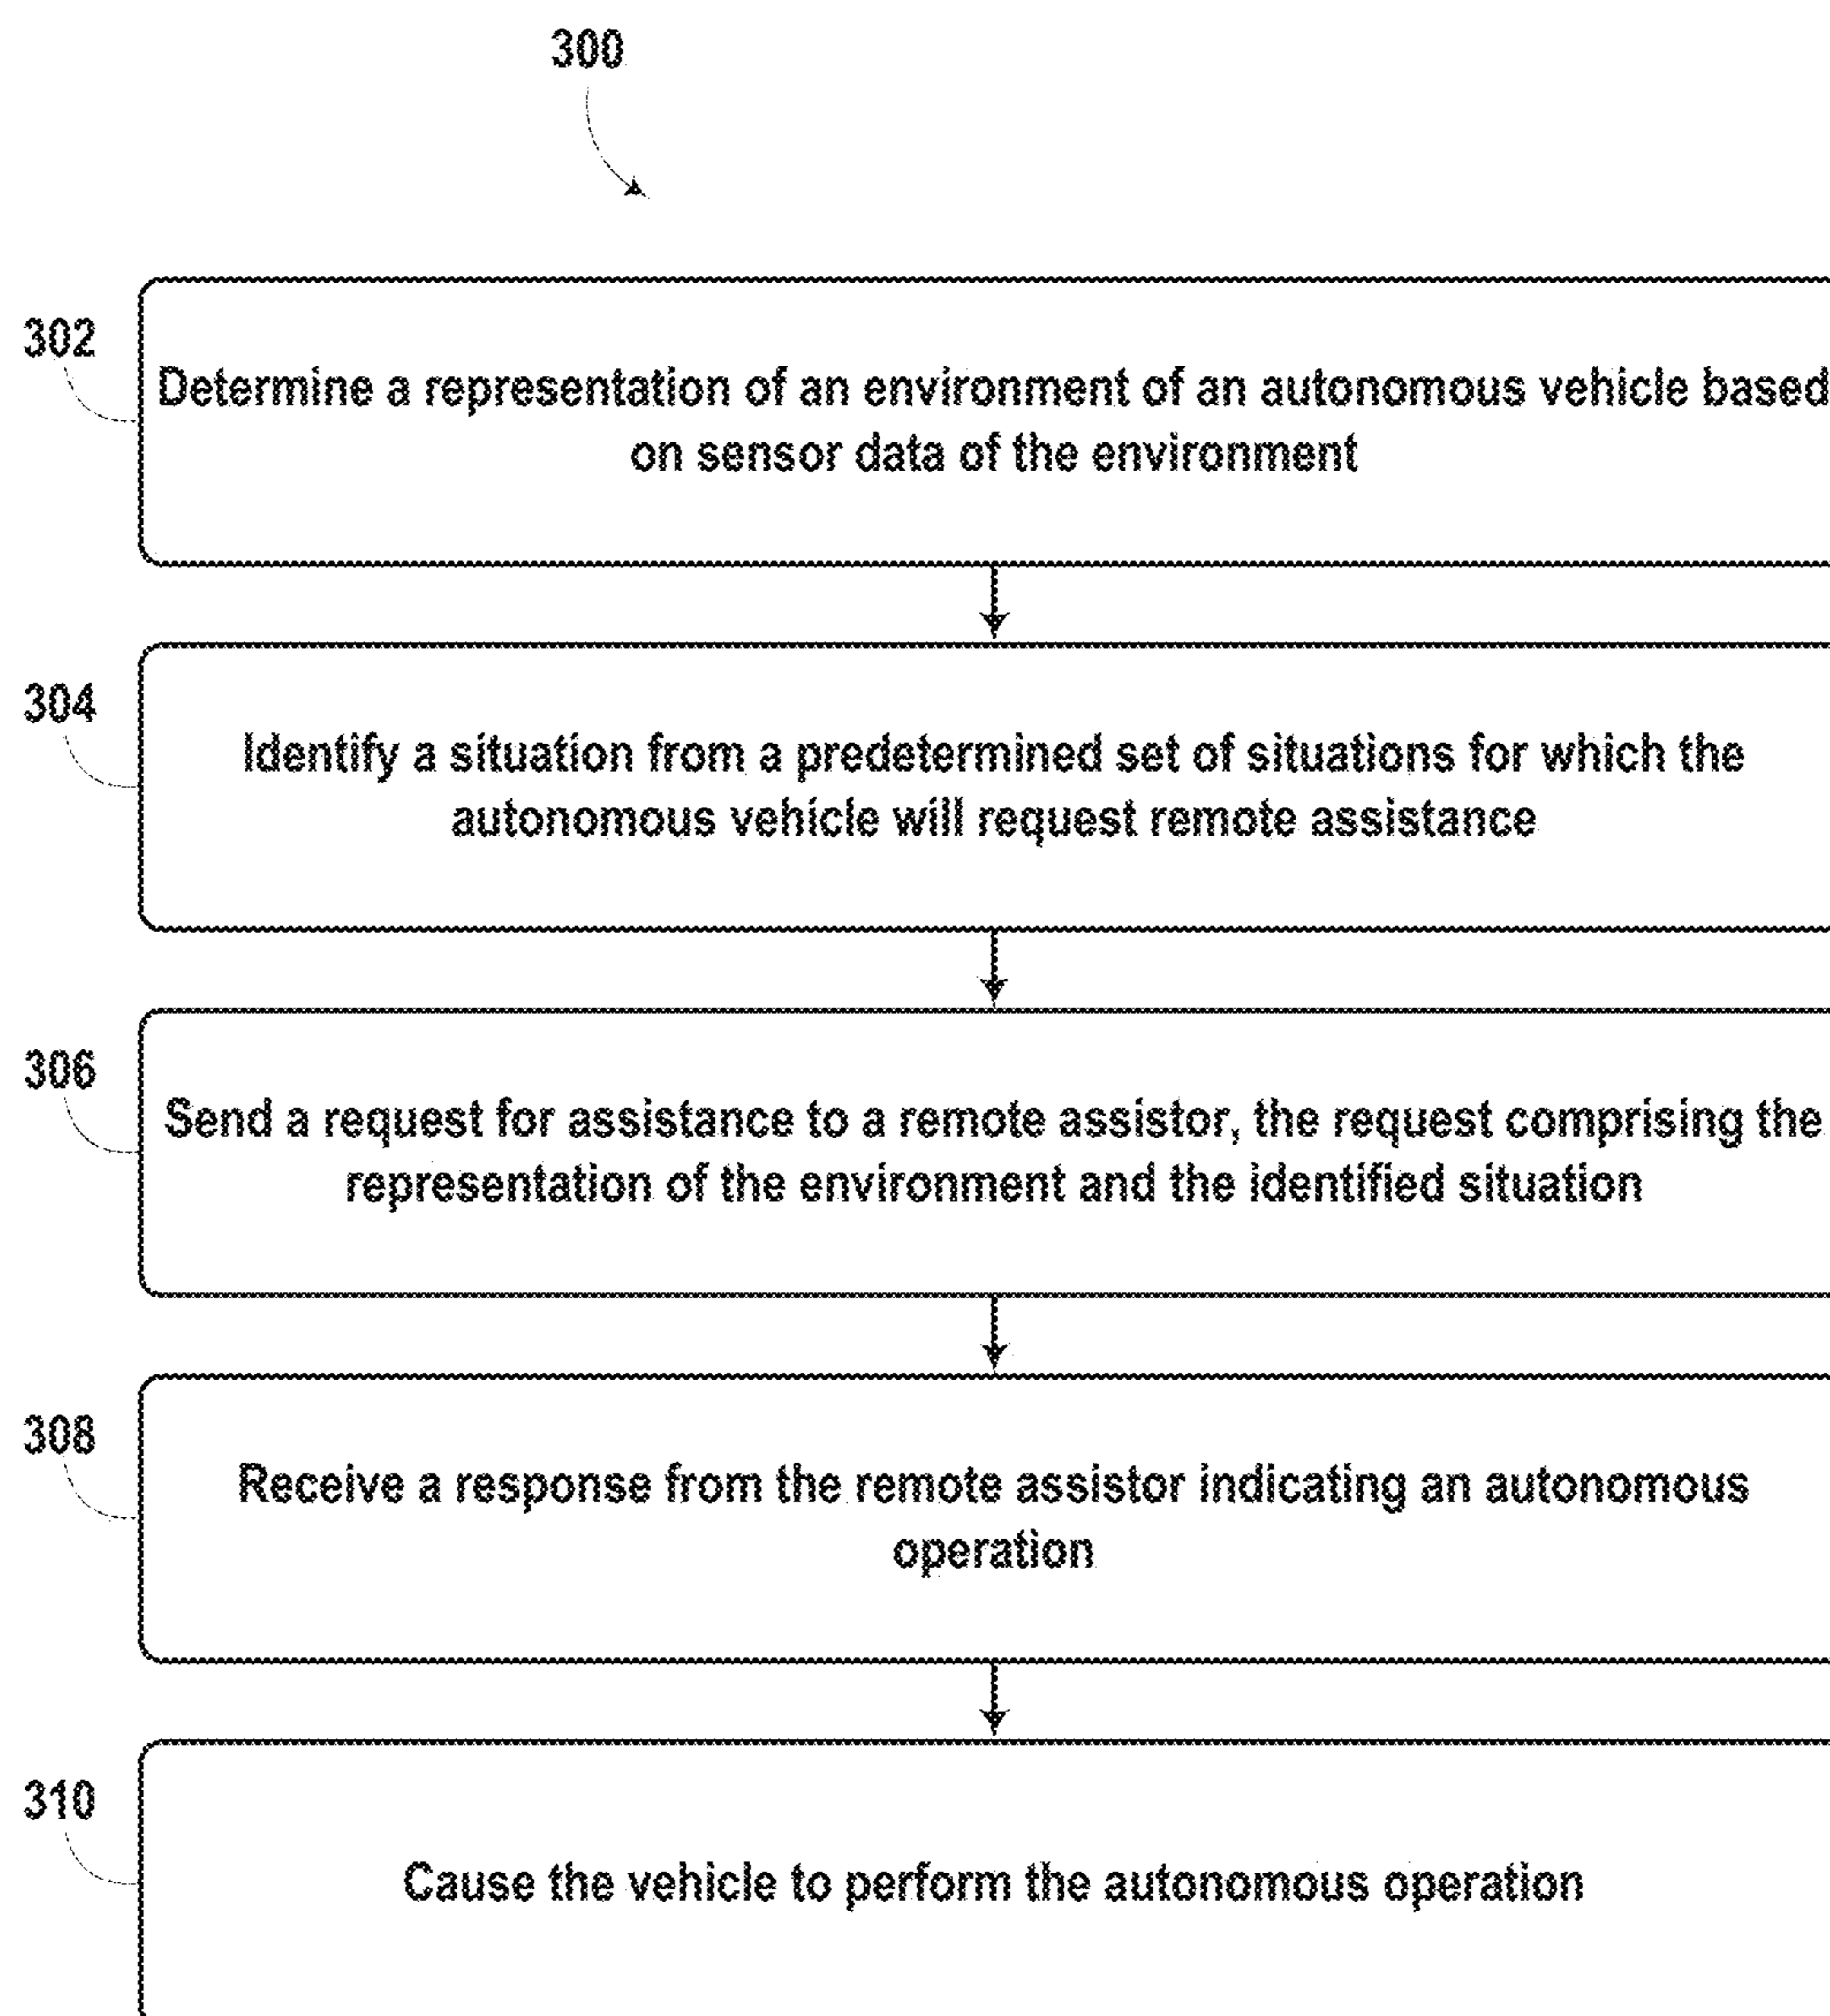 300
302
Determine a representation of an environment of an autonomous vehicle based
on sensor data of the environment
304
Identify a situation from a predetermined set of situations for which the
autonomous vehicle will request remote assistance
306
Send a request for assistance to a remote assistor, the request comprising the
representation of the environment and the identified situation
308
Receive a response from the remote assistor indicating an autonomous
operation
310
Cause the vehicle to perform the autonomous operation